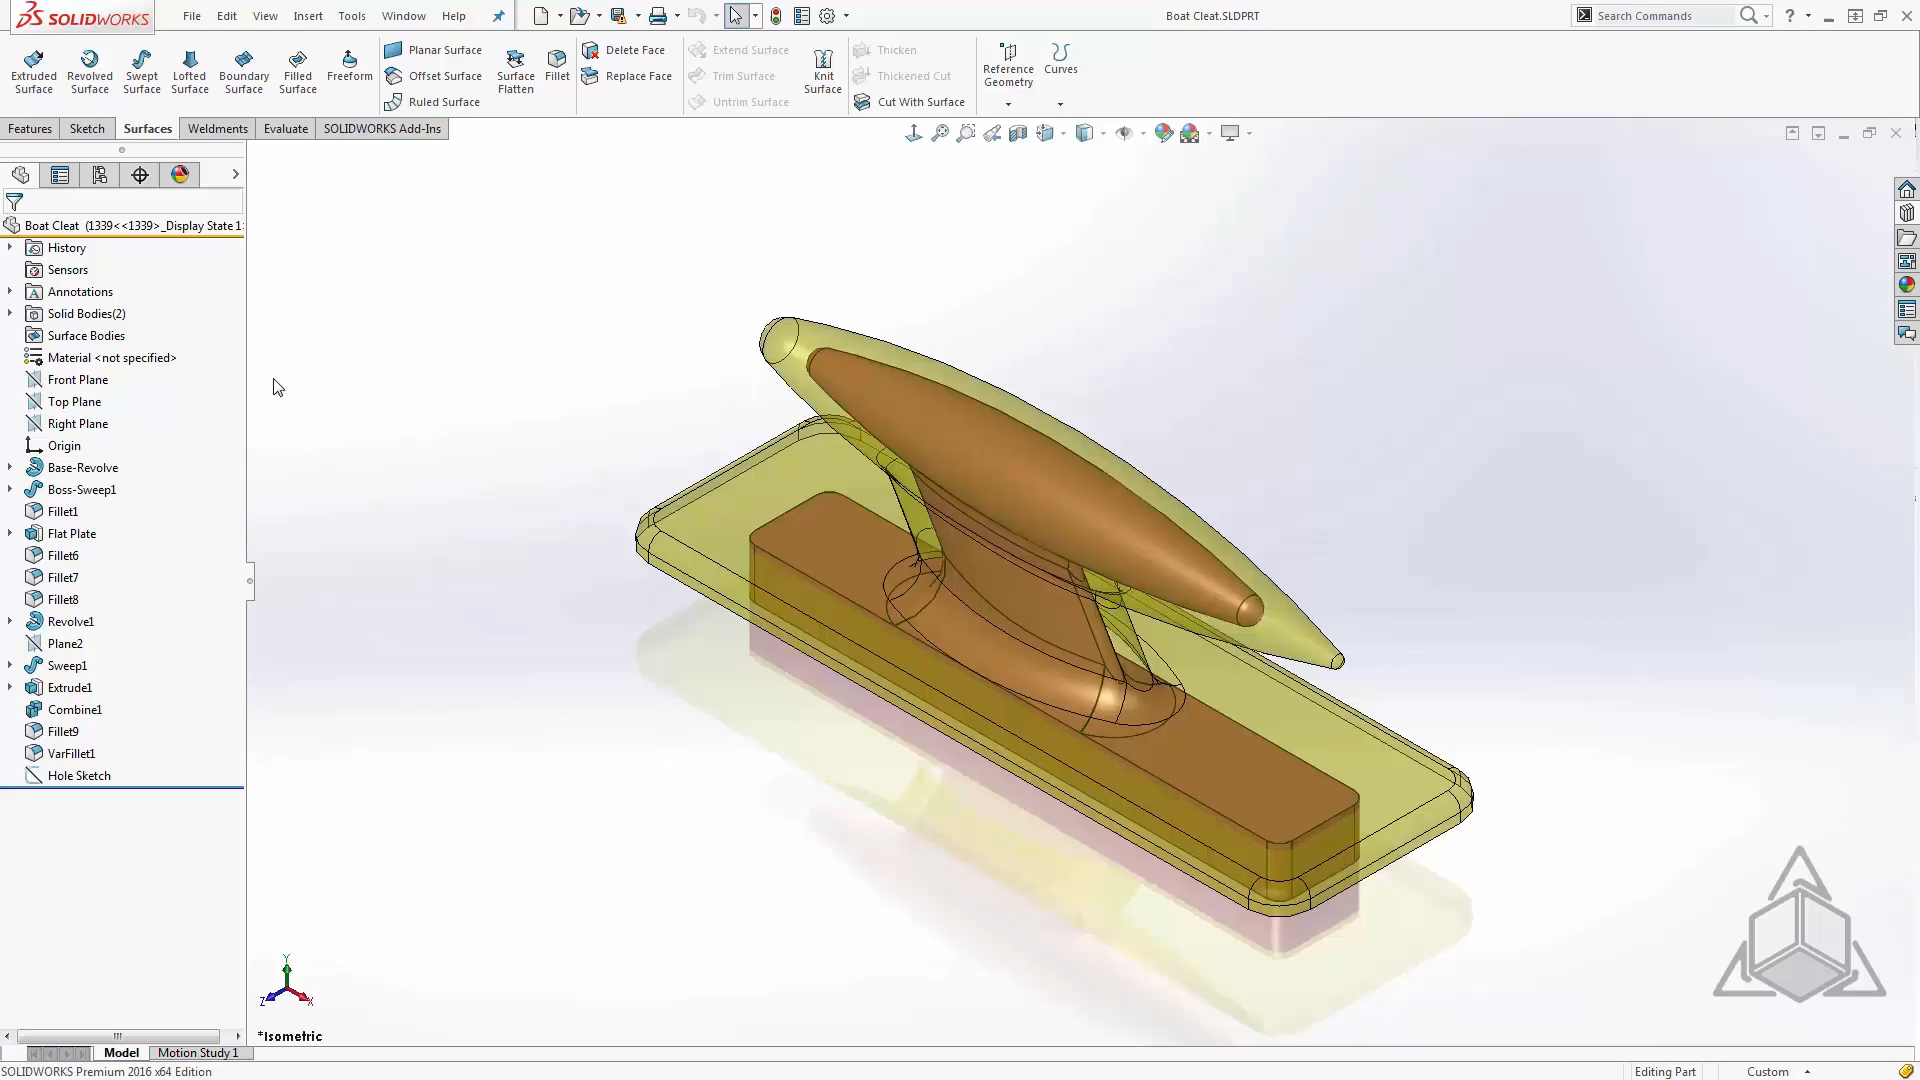 SOLIDWORKS File Edit View Insert Tools Window Help Boat Cleat.SLDPRT Search Commands ?
Extruded Surface
Revolved Surface
Swept Surface
Lofted Surface
Boundary Surface
Filled Surface
Freeform
Planar Surface
Offset Surface
Ruled Surface
Surface Flatten
Fillet
Delete Face
Replace Face
Extend Surface
Trim Surface
Untrim Surface
Knit Surface
Thicken
Thickened Cut
Cut With Surface
Reference Geometry
Curves
Features Sketch Surfaces Weldments Evaluate SOLIDWORKS Add-Ins
Boat Cleat (1339<<1339>_Display State 1
History
Sensors
Annotations
Solid Bodies(2)
Surface Bodies
Material <not specified>
Front Plane
Top Plane
Right Plane
Origin
Base-Revolve
Boss-Sweep1
Fillet1
Flat Plate
Fillet6
Fillet7
Fillet8
Revolve1
Plane2
Sweep1
Extrude1
Combine1
Fillet9
VarFillet1
Hole Sketch
Y
Z X
*Isometric
Model Motion Study 1
SOLIDWORKS Premium 2016 x64 Edition Editing Part Custom